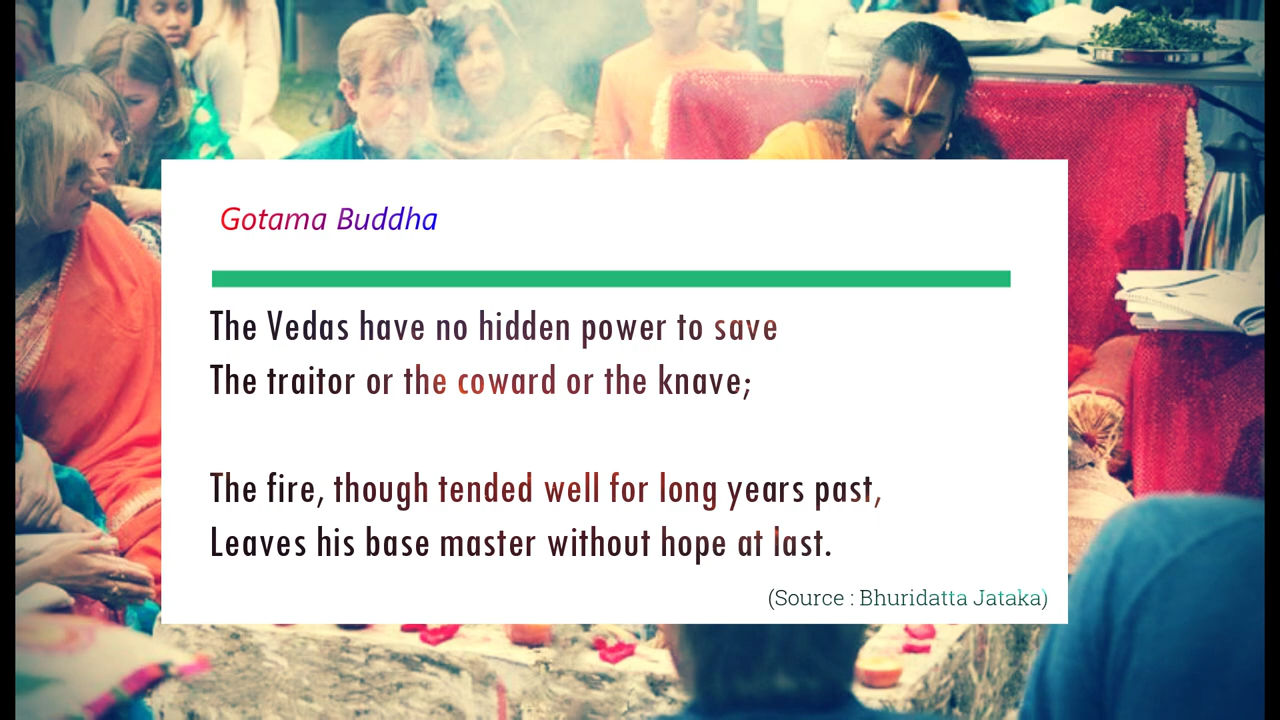 Gotama Buddha
The Vedas have no hidden power to save
The traitor or the coward or the knave;
The fire, though tended well for long years past,
Leaves his base master without hope at last.
(Source : Bhuridatta Jataka)